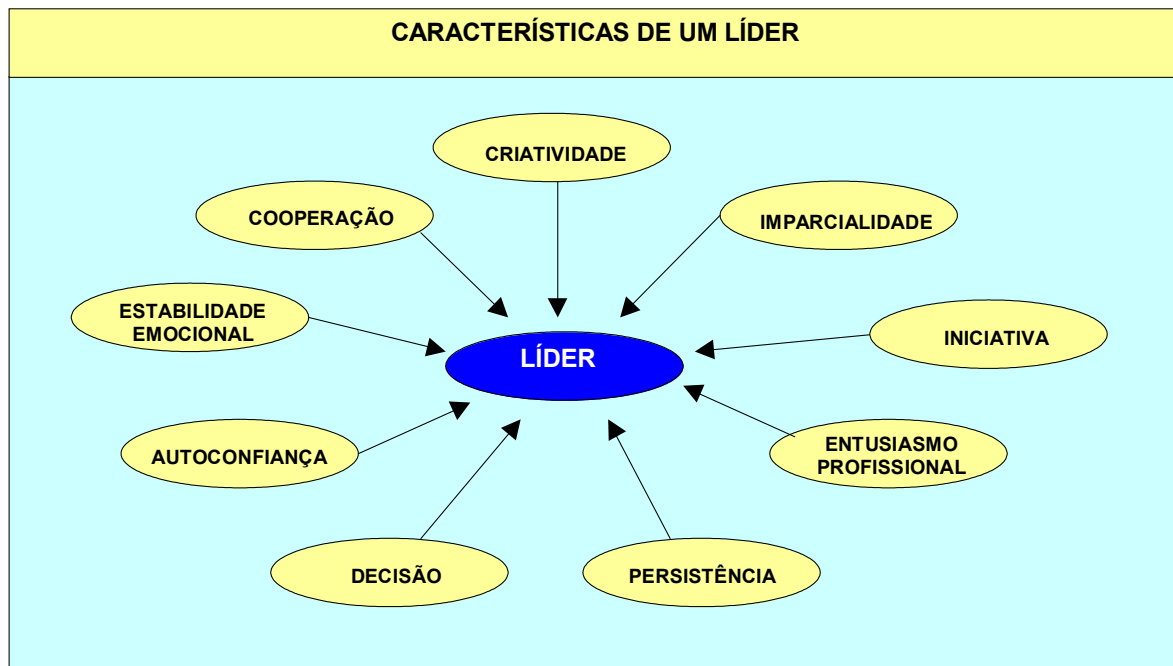 CARACTERÍSTICAS DE UM LÍDER
CRIATIVIDADE
COOPERAÇÃO
IMPARCIALIDADE
ESTABILIDADE
EMOCIONAL
INICIATIVA
LÍDER
AUTOCONFIANÇA
ENTUSIASMO
PROFISSIONAL
DECISÃO
PERSISTÊNCIA